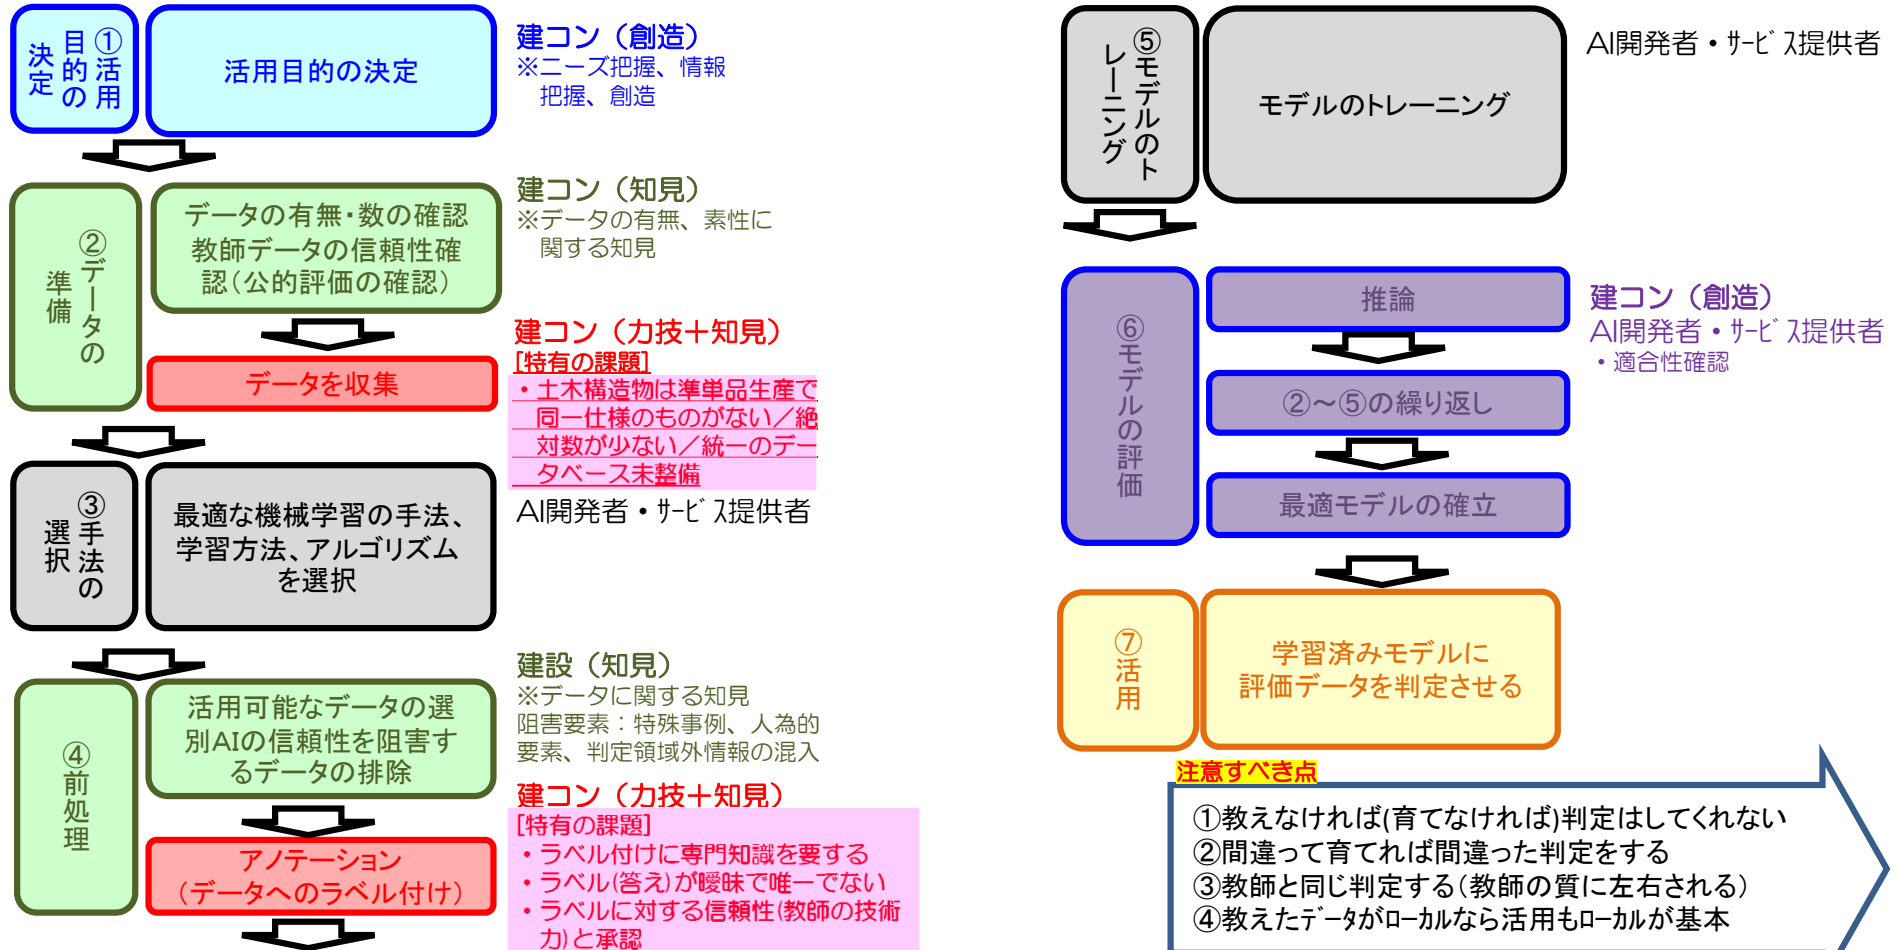 ①活用
目的の
決定
活用目的の決定
建コン（創造）
※ニーズ把握、情報
把握、創造
②データの
準備
データの有無・数の確認
教師データの信頼性確
認（公的評価の確認）
建コン（知見）
※データの有無、素性に
関する知見
データを収集
建コン（力技＋知見）
[特有の課題]
・土木構造物は準単品生産で
同一仕様のものがない／絶
対数が少ない／統一のデー
タベース未整備
③手法の
選択
最適な機械学習の手法、
学習方法、アルゴリズム
を選択
AI開発者・ｻｰﾋﾞｽ提供者
④前処理
活用可能なデータの選
別AIの信頼性を阻害す
るデータの排除
建設（知見）
※データに関する知見
阻害要素：特殊事例、人為的
要素、判定領域外情報の混入
アノテーション
（データへのラベル付け）
建コン（力技＋知見）
[特有の課題]
・ラベル付けに専門知識を要する
・ラベル(答え)が曖昧で唯一でない
・ラベルに対する信頼性(教師の技術
力)と承認
⑤モデルのト
レーニング
モデルのトレーニング
AI開発者・ｻｰﾋﾞｽ提供者
⑥モデルの評価
推論
②～⑤の繰り返し
最適モデルの確立
建コン（創造）
AI開発者・ｻｰﾋﾞｽ提供者
・適合性確認
⑦活用
学習済みモデルに
評価データを判定させる
注意すべき点
①教えなければ(育てなければ)判定はしてくれない
②間違って育てれば間違った判定をする
③教師と同じ判定する（教師の質に左右される）
④教えたﾃﾞｰﾀがﾛｰｶﾙなら活用もﾛｰｶﾙが基本